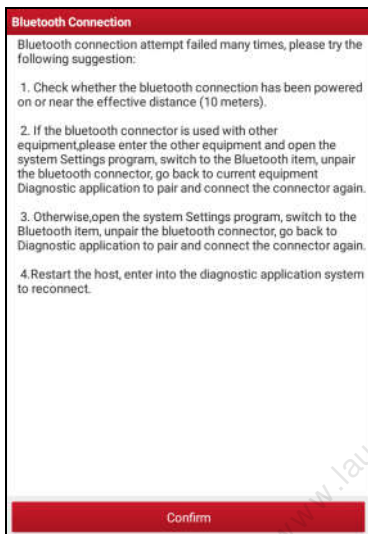 Bluetooth Connection
Bluetooth connection attempt failed many times, please try the
following suggestion:
1. Check whether the bluetooth connection has been powered
on or near the effective distance (10 meters).
2. If the bluetooth connector is used with other
equipment,please enter the other equipment and open the
system Settings program, switch to the Bluetooth item, unpair
the bluetooth connector, go back to current equipment
Diagnostic application to pair and connect the connector again.
3. Otherwise,open the system Settings program, switch to the
Bluetooth item, unpair the bluetooth connector, go back to
Diagnostic application to pair and connect the connector again.
4.Restart the host, enter into the diagnostic application system
to reconnect.
Confirm